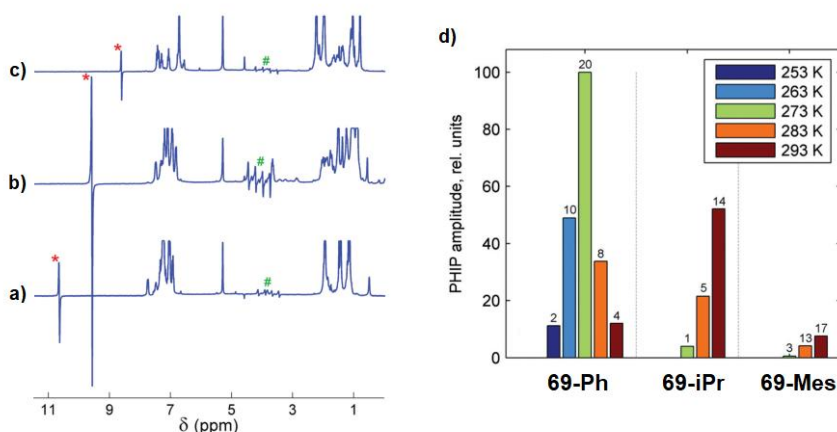 c)
*
#
*
b)
#
*
a)
#
11 9 7 5 3 1
δ (ppm)
d)
PHIP amplitude, rel. units
100
80
60
40
20
0
253 K
263 K
273 K
283 K
293 K
2 10 20 8 4
1 5 14
3 13 17
69-Ph 69-iPr 69-Mes